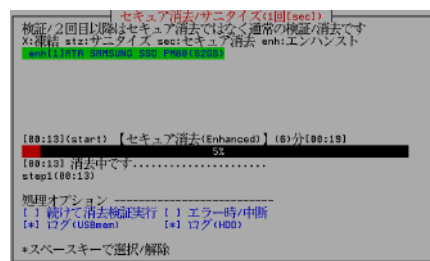 セキュア消去/サニタイズ(1回[sec])
検証/2回目以降はセキュア消去ではなく通常の検証/消去です
X:凍結 stz:サニタイズ sec:セキュア消去 enh:エンハンスト
enh[1]ATA SAMSUNG SSD PM80(62GB)
[00:13](start) 【セキュア消去(Enhanced)】(6)分[00:19]
5%
[00:13] 消去中です......................
step1(00:13)
処理オプション -------------------------
[ ] 続けて消去検証実行 [ ] エラー時/中断
[*] ログ(USBmem) [*] ログ(HDD)
*スペースキーで選択/解除